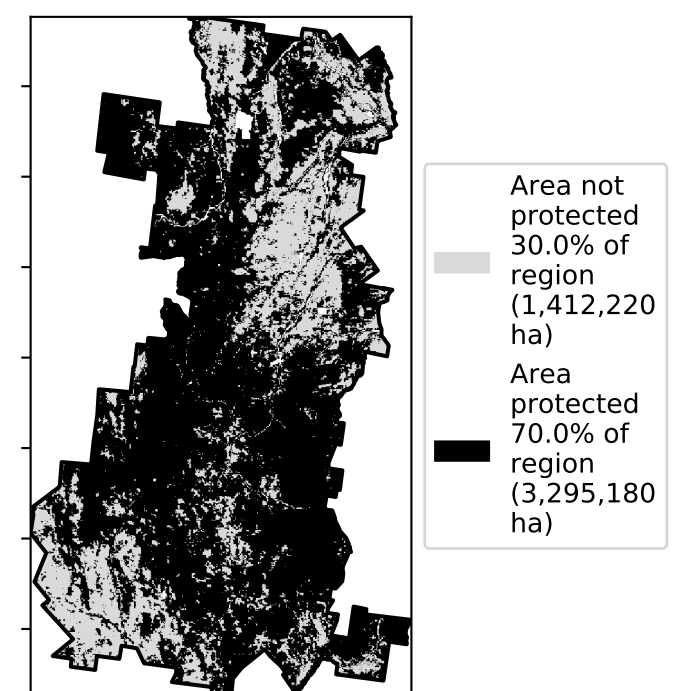 Area not
protected
30.0% of
region
(1,412,220
ha)
Area
protected
70.0% of
region
(3,295,180
ha)